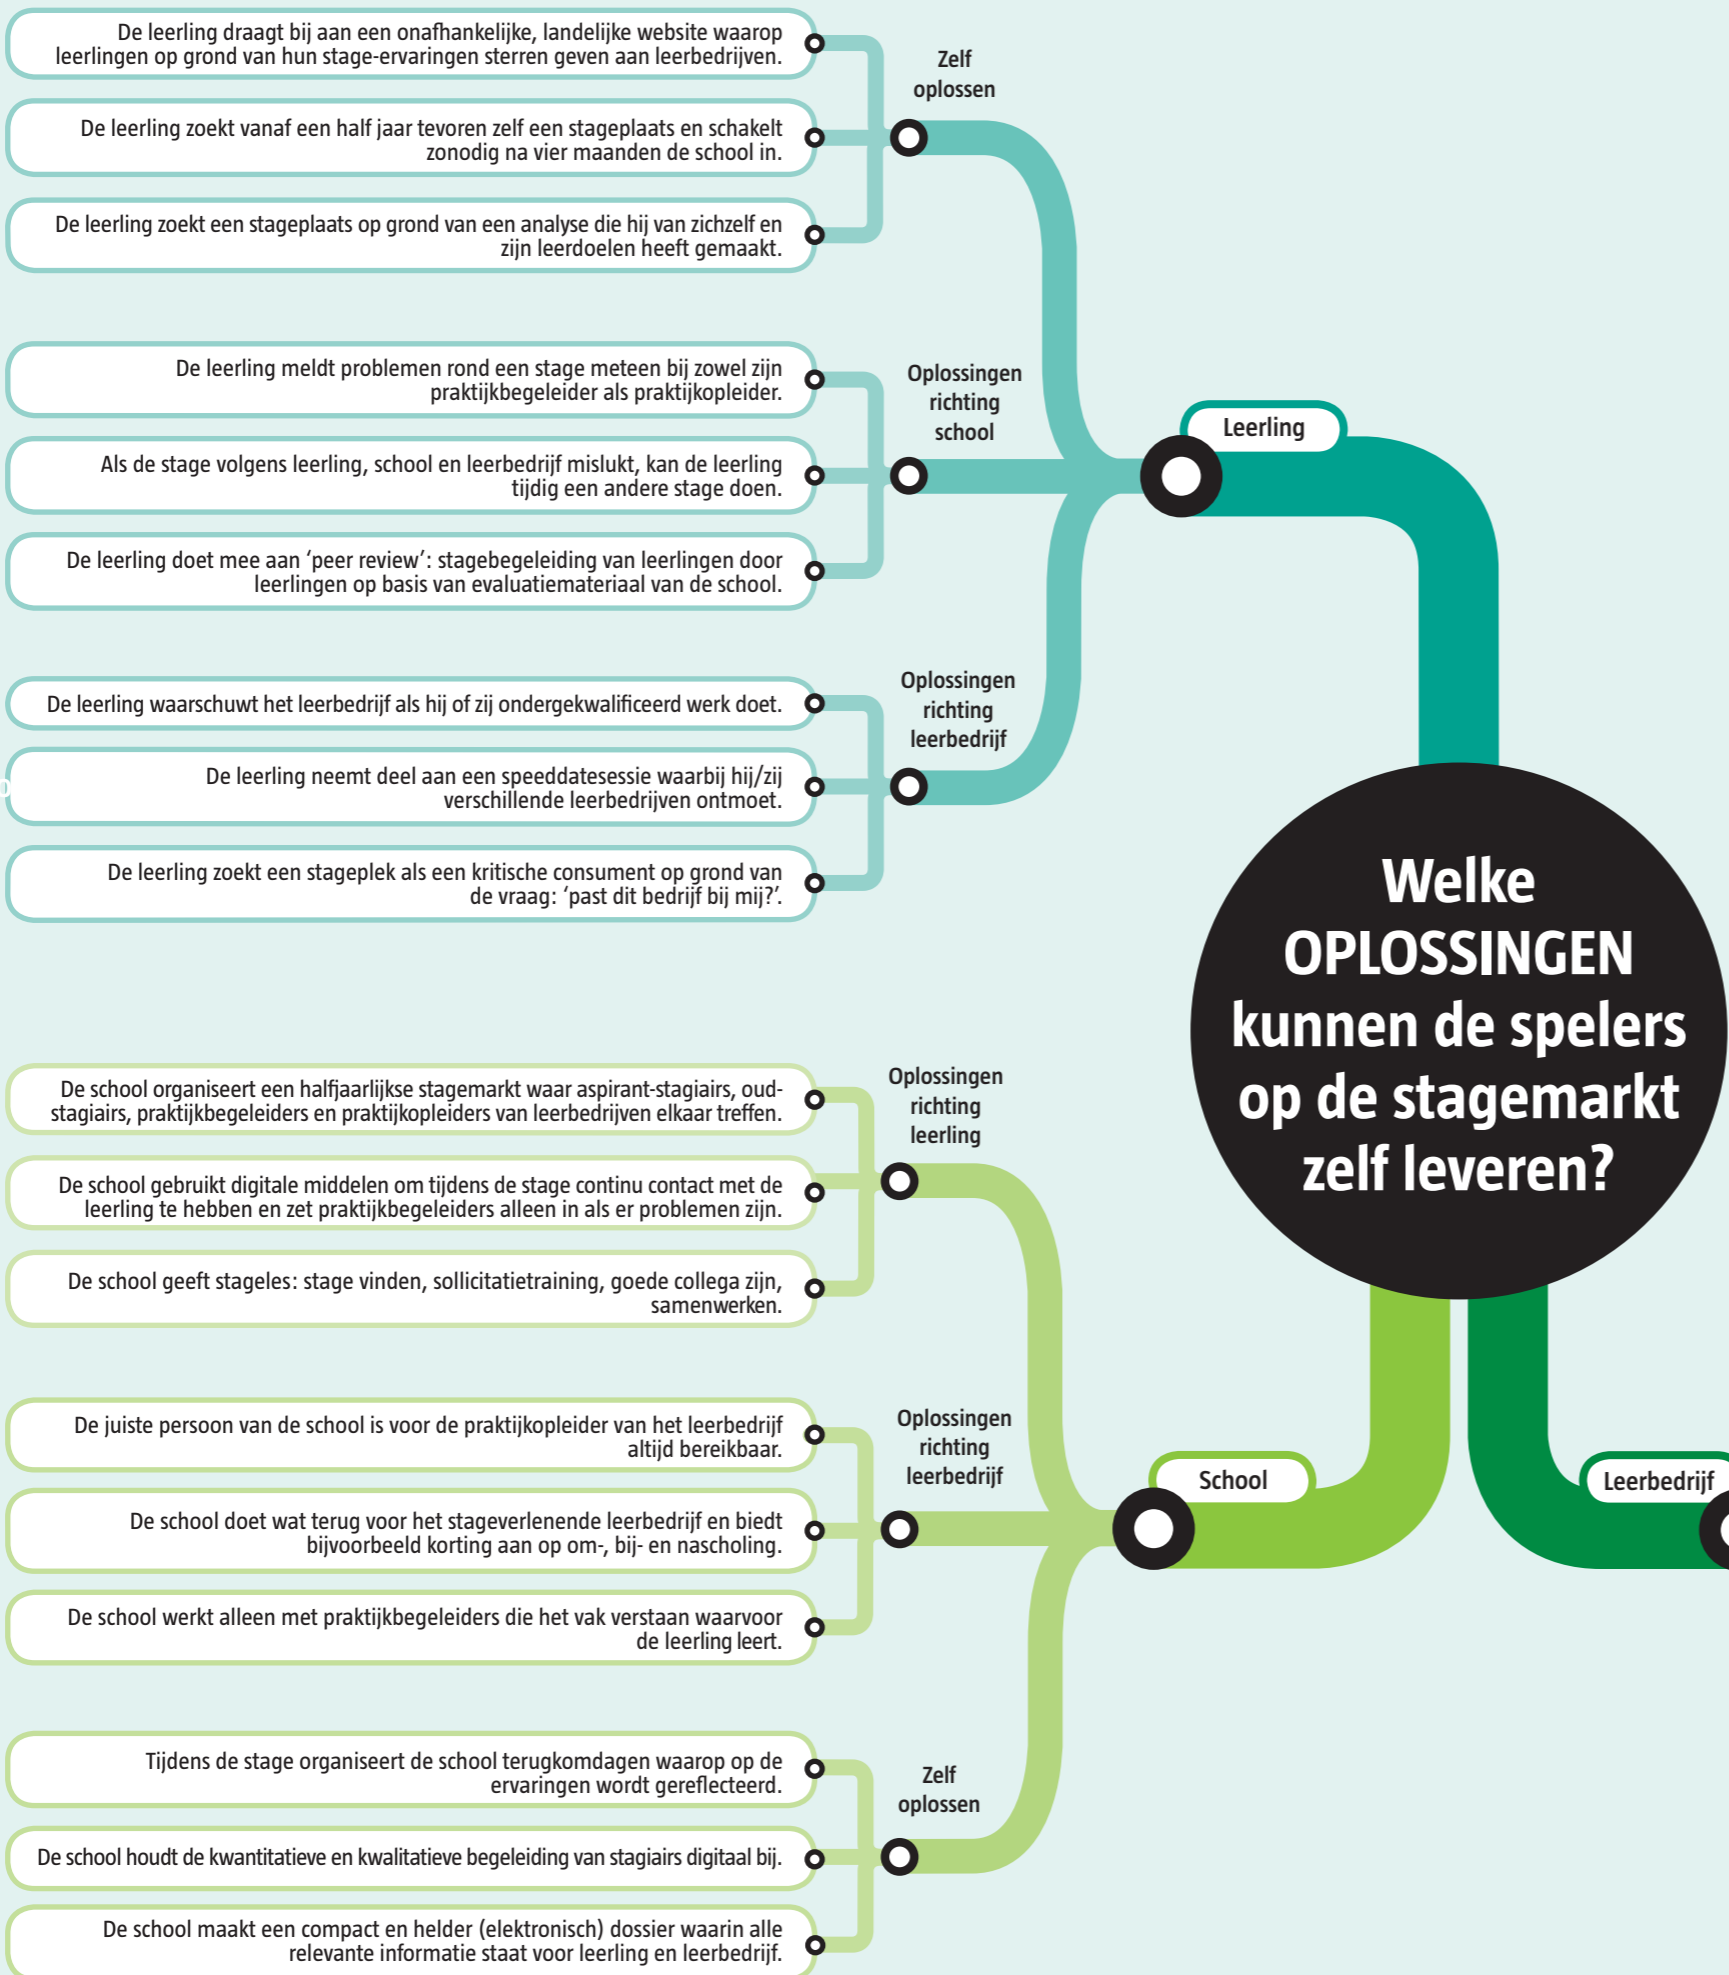 De leerling draagt bij aan een onafhankelijke, landelijke website waarop
leerlingen op grond van hun stage-ervaringen sterren geven aan leerbedrijven.
De leerling zoekt vanaf een half jaar tevoren zelf een stageplaats en schakelt
zonodig na vier maanden de school in.
De leerling zoekt een stageplaats op grond van een analyse die hij van zichzelf en
zijn leerdoelen heeft gemaakt.
Zelf
oplossen
De leerling meldt problemen rond een stage meteen bij zowel zijn
praktijkbegeleider als praktijkopleider.
Als de stage volgens leerling, school en leerbedrijf mislukt, kan de leerling
tijdig een andere stage doen.
De leerling doet mee aan ‘peer review’: stagebegeleiding van leerlingen door
leerlingen op basis van evaluatiemateriaal van de school.
Oplossingen
richting
school
De leerling waarschuwt het leerbedrijf als hij of zij ondergekwalificeerd werk doet.
De leerling neemt deel aan een speeddatesessie waarbij hij/zij
verschillende leerbedrijven ontmoet.
De leerling zoekt een stageplek als een kritische consument op grond van
de vraag: ‘past dit bedrijf bij mij?’.
Oplossingen
richting
leerbedrijf
Leerling
Welke
OPLOSSINGEN
kunnen de spelers
op de stagemarkt
zelf leveren?
De school organiseert een halfjaarlijkse stagemarkt waar aspirant-stagiairs, oud-
stagiairs, praktijkbegeleiders en praktijkopleiders van leerbedrijven elkaar treffen.
De school gebruikt digitale middelen om tijdens de stage continu contact met de
leerling te hebben en zet praktijkbegeleiders alleen in als er problemen zijn.
De school geeft stageles: stage vinden, sollicitatietraining, goede collega zijn,
samenwerken.
Oplossingen
richting
leerling
De juiste persoon van de school is voor de praktijkopleider van het leerbedrijf
altijd bereikbaar.
De school doet wat terug voor het stageverlenende leerbedrijf en biedt
bijvoorbeeld korting aan op om-, bij- en nascholing.
De school werkt alleen met praktijkbegeleiders die het vak verstaan waarvoor
de leerling leert.
Oplossingen
richting
leerbedrijf
School
Leerbedrijf
Tijdens de stage organiseert de school terugkomdagen waarop op de
ervaringen wordt gereflecteerd.
De school houdt de kwantitatieve en kwalitatieve begeleiding van stagiairs digitaal bij.
De school maakt een compact en helder (elektronisch) dossier waarin alle
relevante informatie staat voor leerling en leerbedrijf.
Zelf
oplossen